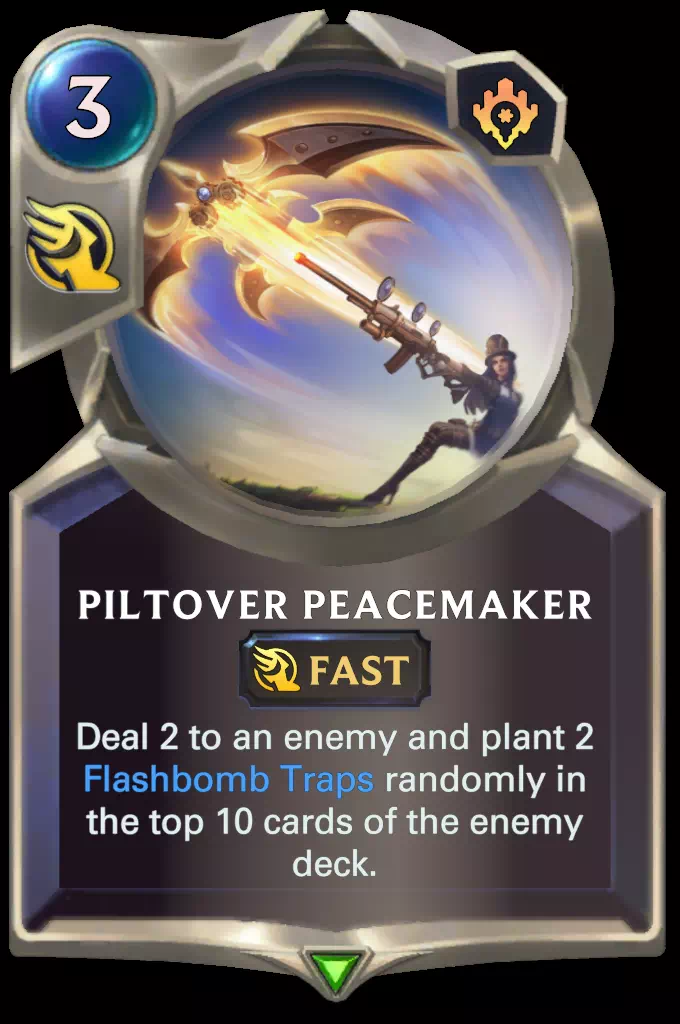 3
PILTOVER PEACEMAKER
FAST
Deal 2 to an enemy and plant 2
Flashbomb Traps randomly in
the top 10 cards of the enemy
deck.